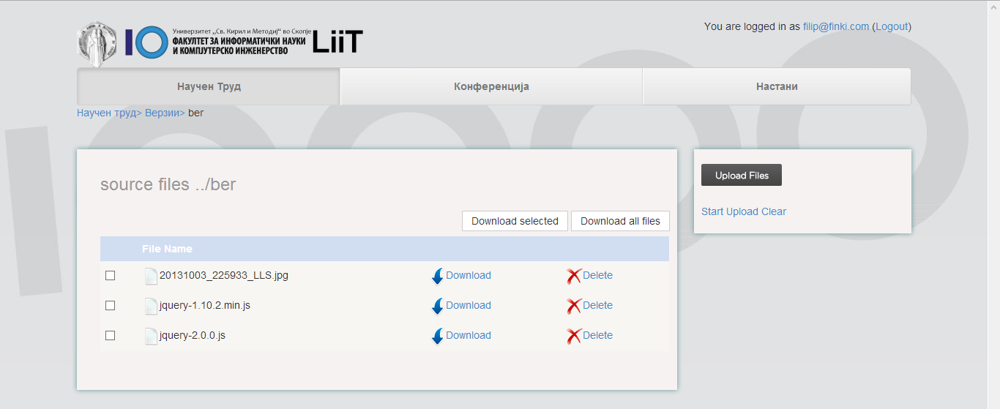 You are logged in as filip@finki.com (Logout)
IO
Универзитет „Св. Кирил и Методиј“ во Скопје
ФАКУЛТЕТ ЗА ИНФОРМАТИЧКИ НАУКИ
И КОМПЈУТЕРСКО ИНЖЕНЕРСТВО
LiiT
Научен Труд
Конференција
Настани
Научен труд> Верзии> ber
source files ../ber
Download selected
Download all files
File Name
20131003_225933_LLS.jpg Download Delete
jquery-1.10.2.min.js Download Delete
jquery-2.0.0.js Download Delete
Upload Files
Start Upload Clear